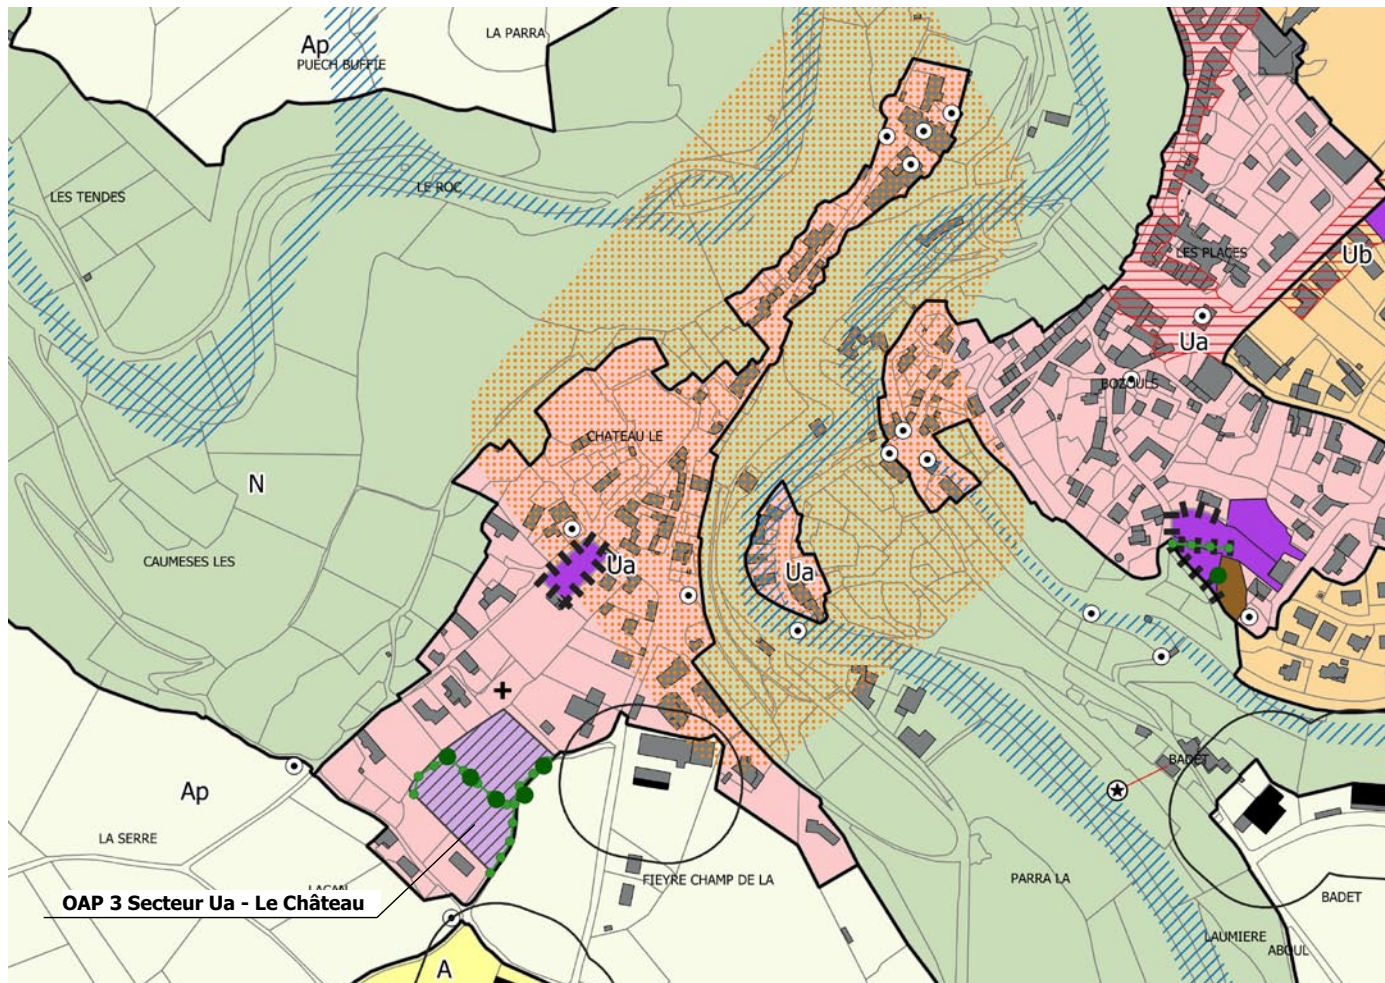 LA PARRA
Ap
PUECH BUFFIE
LES TENDES
LE ROC
LES PLACES
Ub
Ua
BOZOULS
CHATEAU LE
N
CAUMESES LES
Ua
Ua
BADET
Ap
LA SERRE
FIEYRE CHAMP DE LA
PARRA LA
BADET
LACAN
OAP 3 Secteur Ua - Le Château
LAUMIERE
ABOUL
A